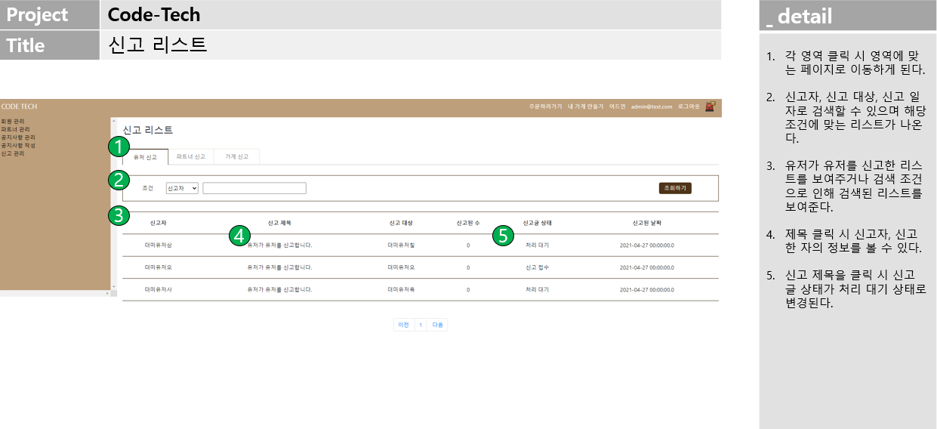 Project
Code-Tech
_ detail
Title
신고 리스트
CODE TECH
주문하러가기 내 가게 만들기 어드민 admin@text.com 로그아웃
회원 관리
파트너 관리
공지사항 관리
공지사항 작성
신고 관리
신고 리스트
1
유저 신고 파트너 신고 가게 신고
2
조건 신고자 조회하기
3
신고자 신고 제목 신고 대상 신고된 수 신고글 상태 신고된 날짜
4
5
더미유저삼 유저가 유저를 신고합니다. 더미유저칠 0 처리 대기 2021-04-27 00:00:00.0
더미유저오 유저가 유저를 신고합니다. 더미유저오 0 신고 접수 2021-04-27 00:00:00.0
더미유저사 유저가 유저를 신고합니다. 더미유저육 0 처리 대기 2021-04-27 00:00:00.0
이전 1 다음
1. 각 영역 클릭 시 영역에 맞
는 페이지로 이동하게 된다.
2. 신고자, 신고 대상, 신고 일
자로 검색할 수 있으며 해당
조건에 맞는 리스트가 나온
다.
3. 유저가 유저를 신고한 리스
트를 보여주거나 검색 조건
으로 인해 검색된 리스트를
보여준다.
4. 제목 클릭 시 신고자, 신고
한 자의 정보를 볼 수 있다.
5. 신고 제목을 클릭 시 신고
글 상태가 처리 대기 상태로
변경된다.